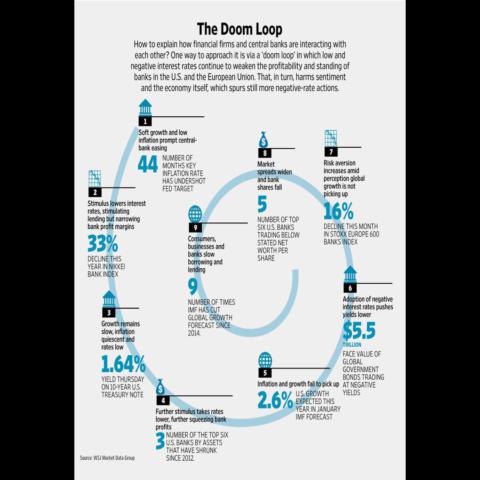 The Doom Loop
How to explain how financial firms and central banks are interacting with
each other? One way to approach it is via a 'doom loop' in which low and
negative interest rates continue to weaken the profitability and standing of
banks in the U.S. and the European Union. That, in turn, harms sentiment
and the economy itself, which spurs still more negative-rate actions.
1
Soft growth and low
inflation prompt central-
bank easing
44
NUMBER OF
MONTHS KEY
INFLATION RATE
HAS UNDERSHOT
FED TARGET
2
Stimulus lowers interest
rates, stimulating
lending but narrowing
bank profit margins
33%
DECLINE THIS
YEAR IN NIKKEI
BANK INDEX
3
Growth remains
slow, inflation
quiescent and
rates low
1.64%
YIELD THURSDAY
ON 10-YEAR U.S.
TREASURY NOTE
4
Further stimulus takes rates
lower, further squeezing bank
profits
3
NUMBER OF THE TOP SIX
U.S. BANKS BY ASSETS
THAT HAVE SHRUNK
SINCE 2012
5
Inflation and growth fail to pick up
2.6%
U.S. GROWTH
EXPECTED THIS
YEAR IN JANUARY
IMF FORECAST
6
Adoption of negative
interest rates pushes
yields lower
$5.5
TRILLION
FACE VALUE OF
GLOBAL
GOVERNMENT
BONDS TRADING
AT NEGATIVE
YIELDS
7
Risk aversion
increases amid
perception global
growth is not
picking up
16%
DECLINE THIS MONTH
IN STOXX EUROPE 600
BANKS INDEX
8
Market
spreads widen
and bank
shares fall
5
NUMBER OF TOP
SIX U.S. BANKS
TRADING BELOW
STATED NET
WORTH PER
SHARE
9
Consumers,
businesses and
banks slow
borrowing and
lending
9
NUMBER OF TIMES
IMF HAS CUT
GLOBAL GROWTH
FORECAST SINCE
2014.
Source: WSJ Market Data Group